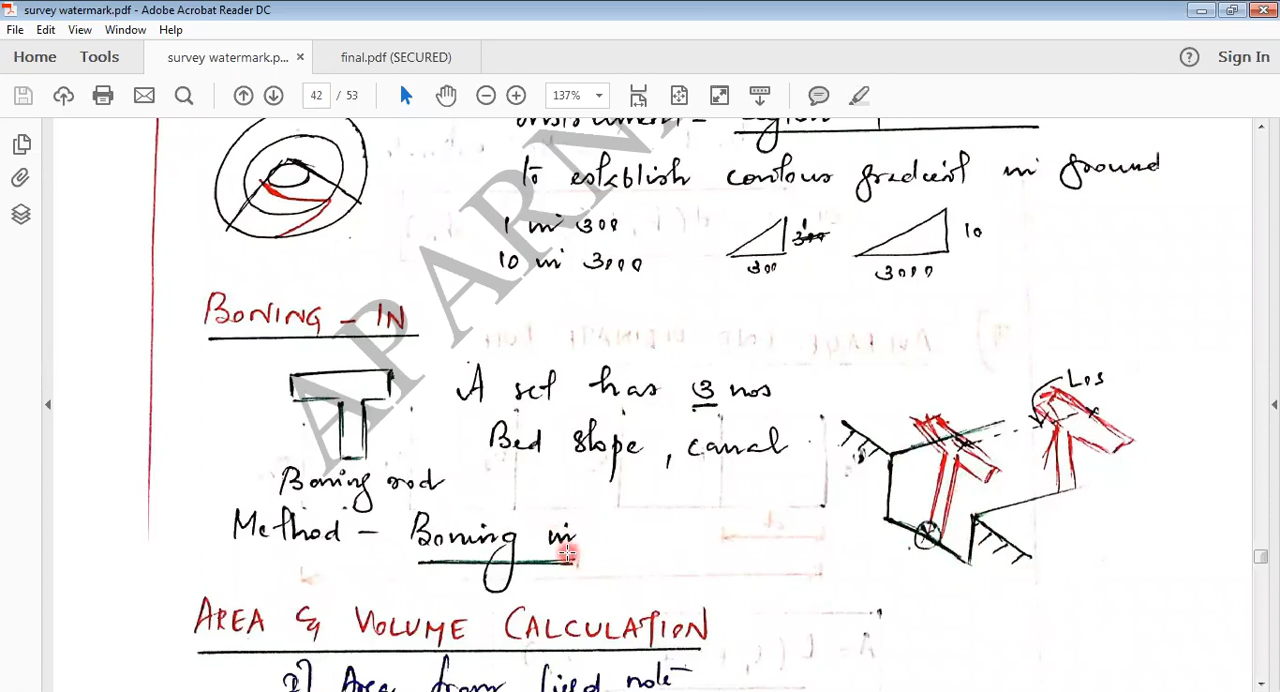 survey watermark.pdf - Adobe Acrobat Reader DC
File Edit View Window Help
Home Tools survey watermark.p... × final.pdf (SECURED) ? Sign In
42 / 53 137%
to establish contour gradient in ground
1 in 300
10 in 3000
1
300
300
10
3000
BONING - IN
A set has 3 nos
Bed slope, canal
LOS
Boning rod
Method - Boning in
APARNA
AREA & VOLUME CALCULATION
Area from field note